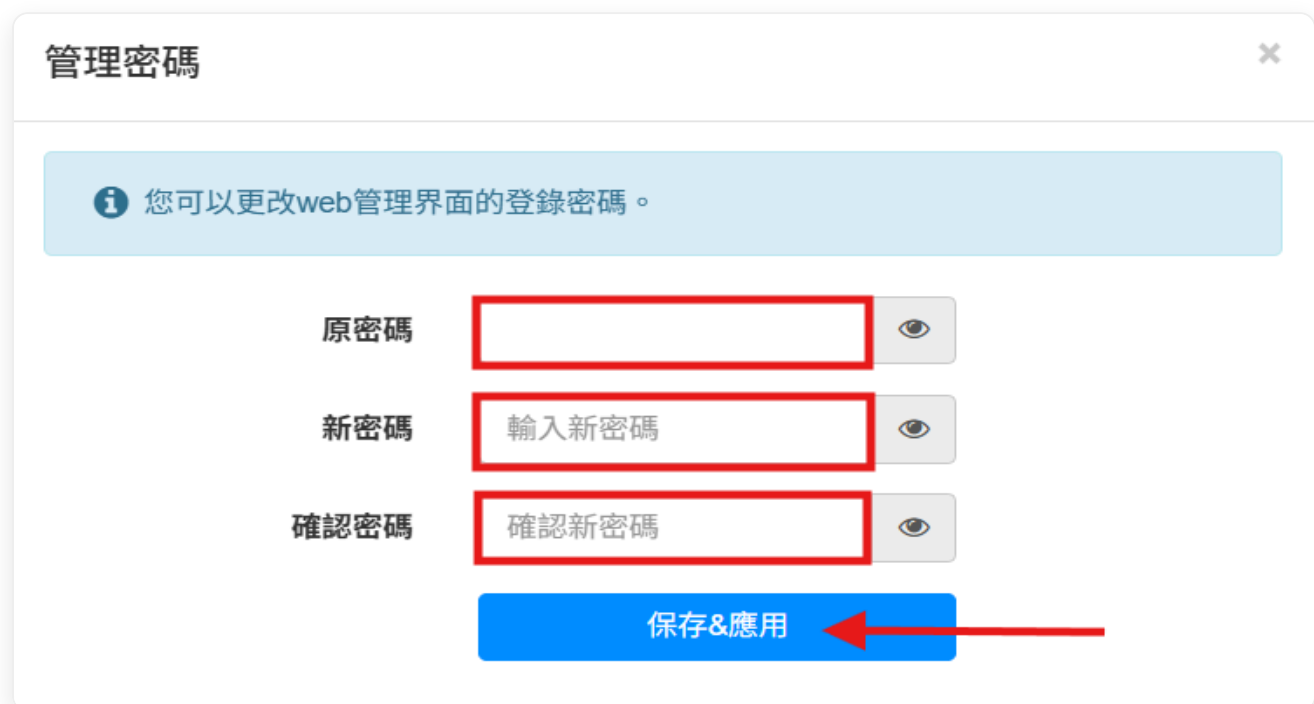 管理密碼
您可以更改web管理界面的登錄密碼。
原密碼
新密碼 輸入新密碼
確認密碼 確認新密碼
保存&應用